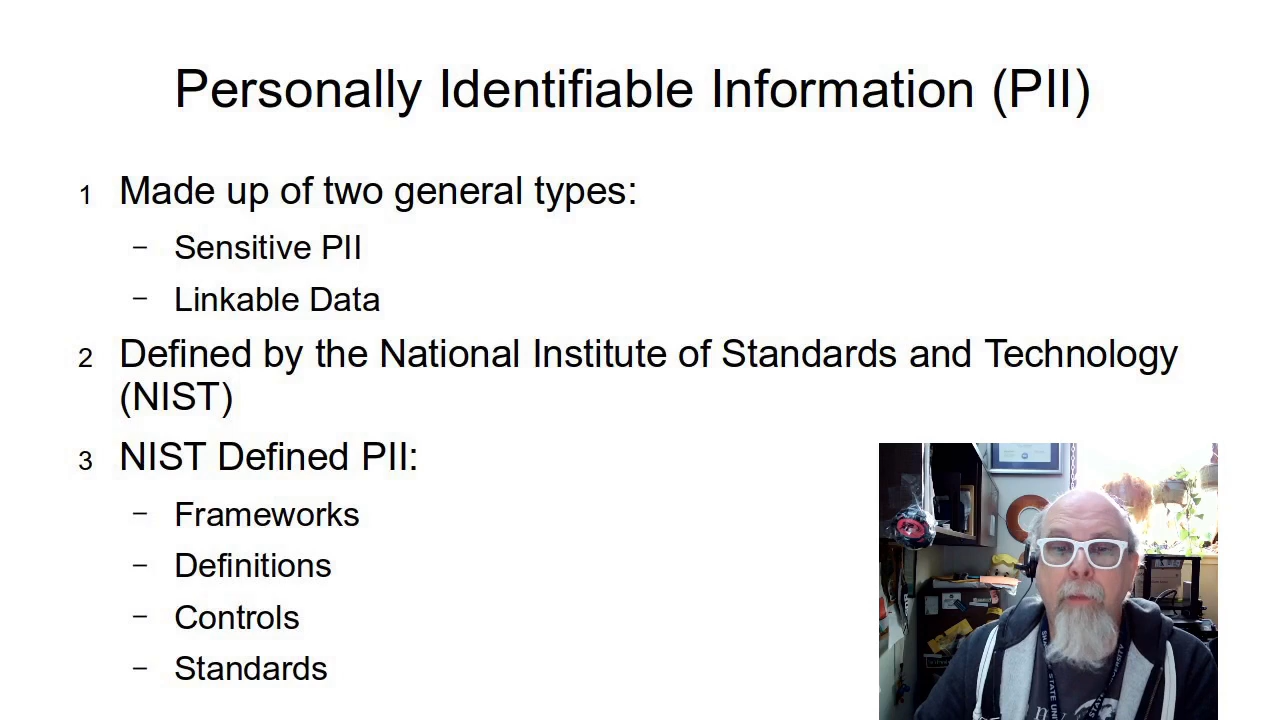 Personally Identifiable Information (PII)
1 Made up of two general types:
– Sensitive PII
– Linkable Data
2 Defined by the National Institute of Standards and Technology
(NIST)
3 NIST Defined PII:
– Frameworks
– Definitions
– Controls
– Standards
STATE